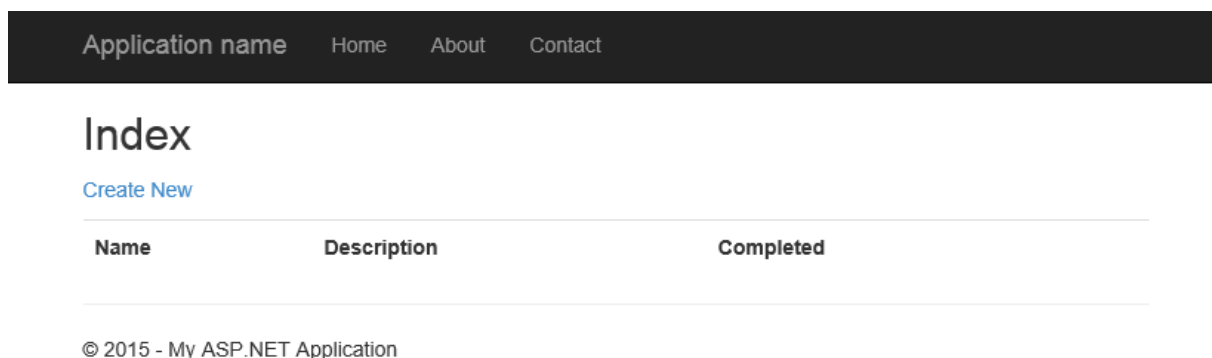 Application name Home About Contact
Index
Create New
Name Description Completed
© 2015 - My ASP.NET Application